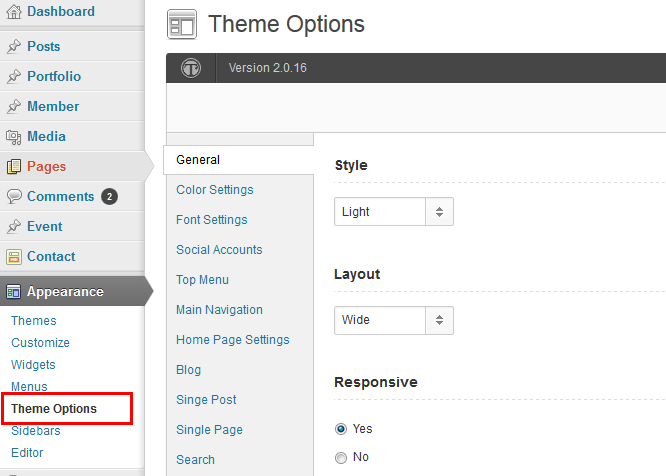 Dashboard
Posts
Portfolio
Member
Media
Pages
Comments 2
Event
Contact
Appearance
Themes
Customize
Widgets
Menus
Theme Options
Sidebars
Editor
Theme Options
Version 2.0.16
General
Color Settings
Font Settings
Social Accounts
Top Menu
Main Navigation
Home Page Settings
Blog
Singe Post
Single Page
Search
Style
Light
Layout
Wide
Responsive
Yes
No